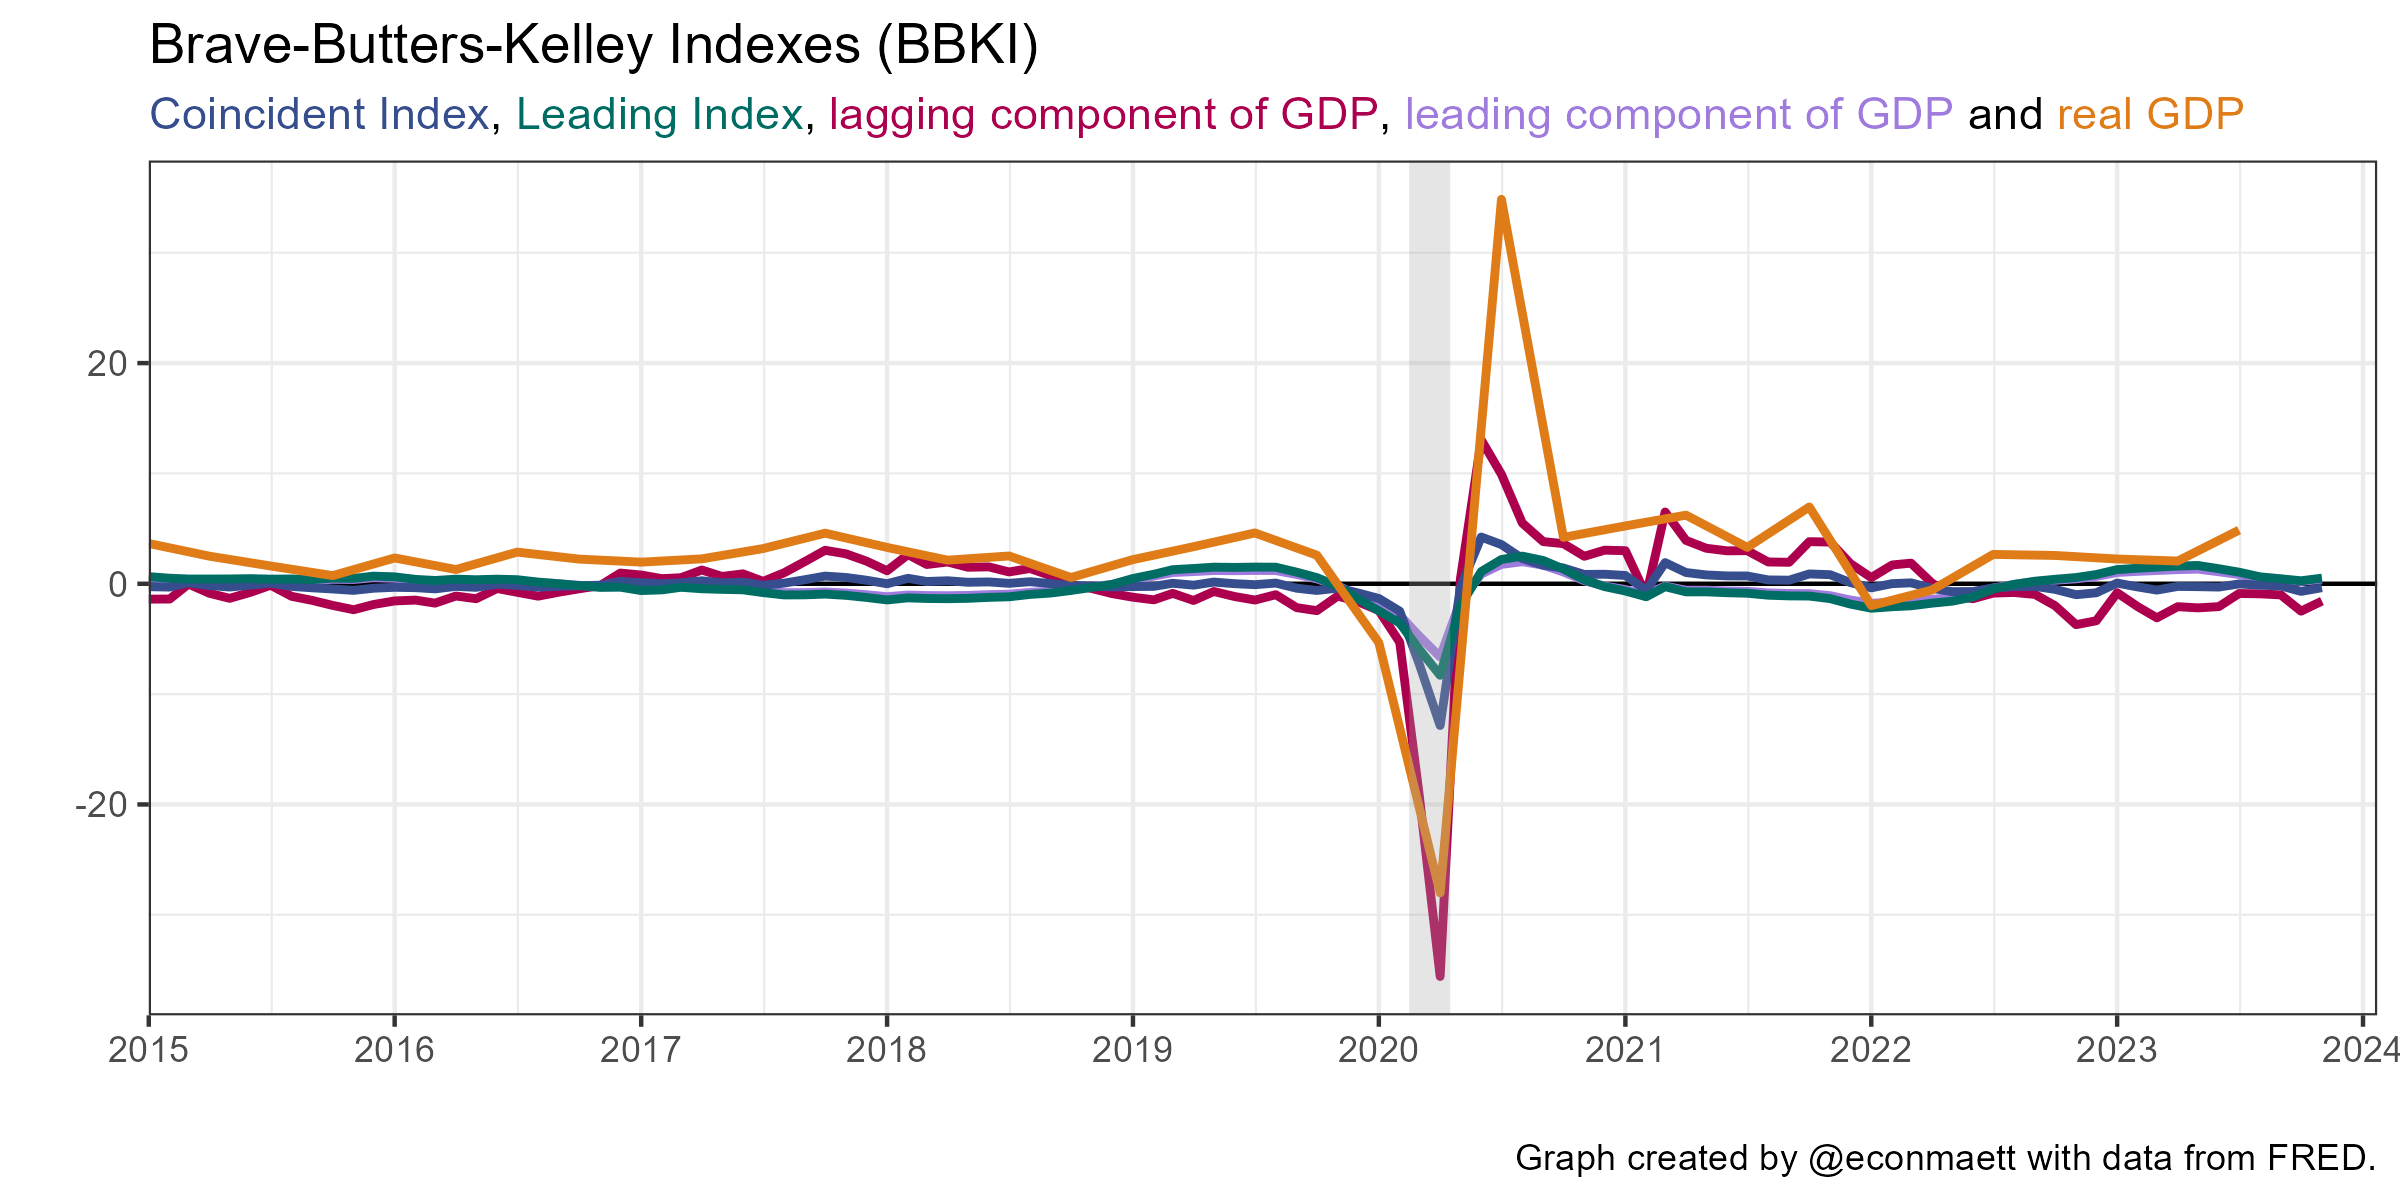 Brave-Butters-Kelley Indexes (BBKI)
Coincident Index, Leading Index, lagging component of GDP, leading component of GDP and real GDP
20
0
-20
2015 2016 2017 2018 2019 2020 2021 2022 2023 2024
Graph created by @econmaett with data from FRED.